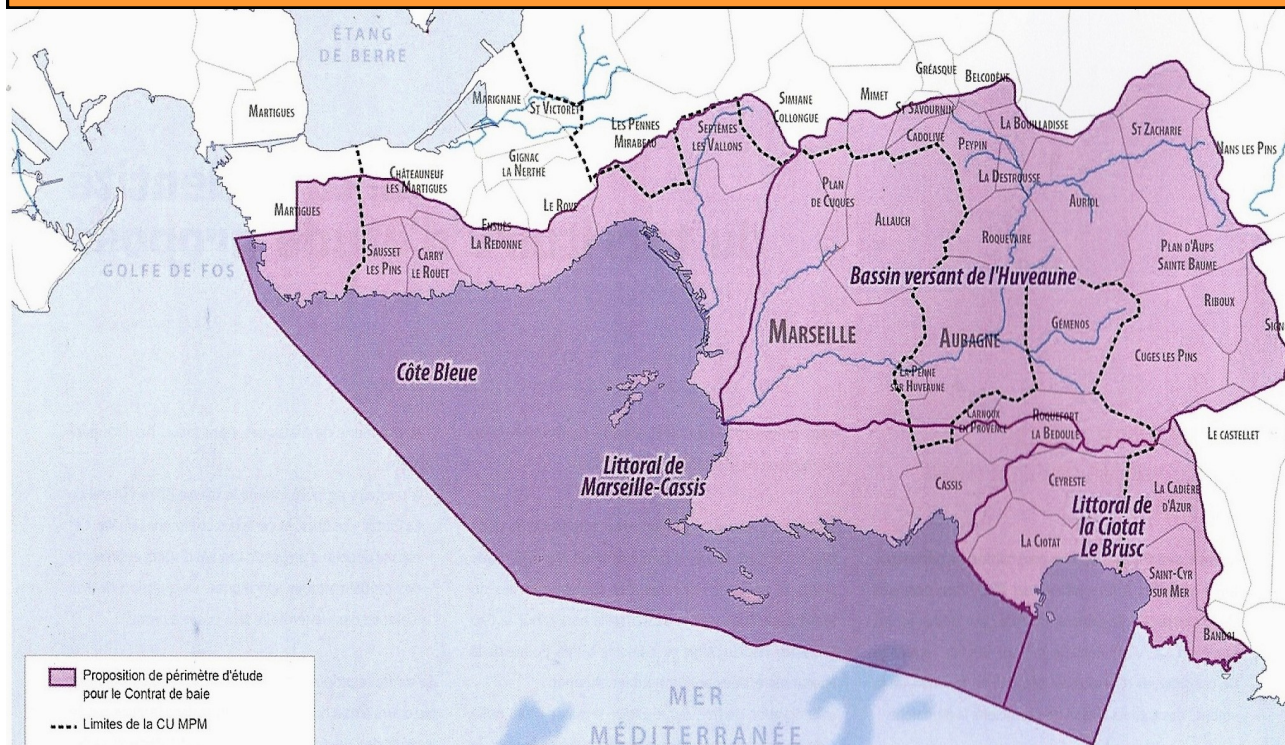 ÉTANG
DE BERRE
MARTIGUES
MARIGNANE
ST VICTORET
LES PENNES
MIRABEAU
SEPTÈMES
LES VALLONS
SIMIANE
COLLONGUE
MIMET
GRÉASQUE
BELCODÈNE
ST SAVOURNIN
CADOLIVE
PEYPIN
LA BOUILLADISSE
ST ZACHARIE
NANS LES PINS
LA DESTROUSSE
CHÂTEAUNEUF
LES MARTIGUES
GIGNAC
LA NERTHE
LE ROVE
ENSUÈS
LA REDONNE
MARTIGUES
SAUSSET
LES PINS
CARRY
LE ROUET
PLAN
DE CUQUES
ALLAUCH
AURIOL
ROQUEVAIRE
PLAN D'AUPS
SAINTE BAUME
GOLFE DE FOS
Bassin versant de l'Huveaune
RIBOUX
SIGN
MARSEILLE
AUBAGNE
GÉMENOS
CUGES LES PINS
Côte Bleue
LA PENNE
SUR HUVEAUNE
CARNOUX
EN PROVENCE
ROQUEFORT
LA BEDOULE
LE CASTELLET
Littoral de
Marseille-Cassis
CASSIS
CEYRESTE
Littoral de
la Ciotat
Le Brusc
LA CADIÈRE
D'AZUR
LA CIOTAT
SAINT-CYR
SUR MER
BANDOL
Proposition de périmètre d'étude
pour le Contrat de baie
Limites de la CU MPM
MER
MÉDITERRANÉE